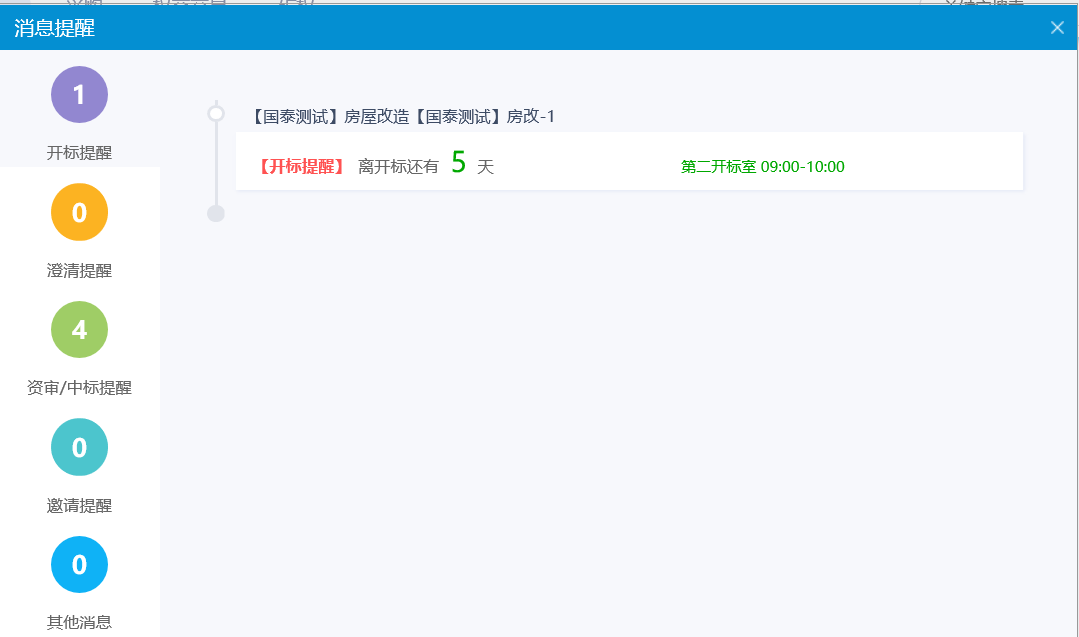 消息提醒
1
开标提醒
0
澄清提醒
4
资审/中标提醒
0
邀请提醒
0
其他消息
【国泰测试】房屋改造【国泰测试】房改-1
【开标提醒】 离开标还有 5 天
第二开标室 09:00-10:00